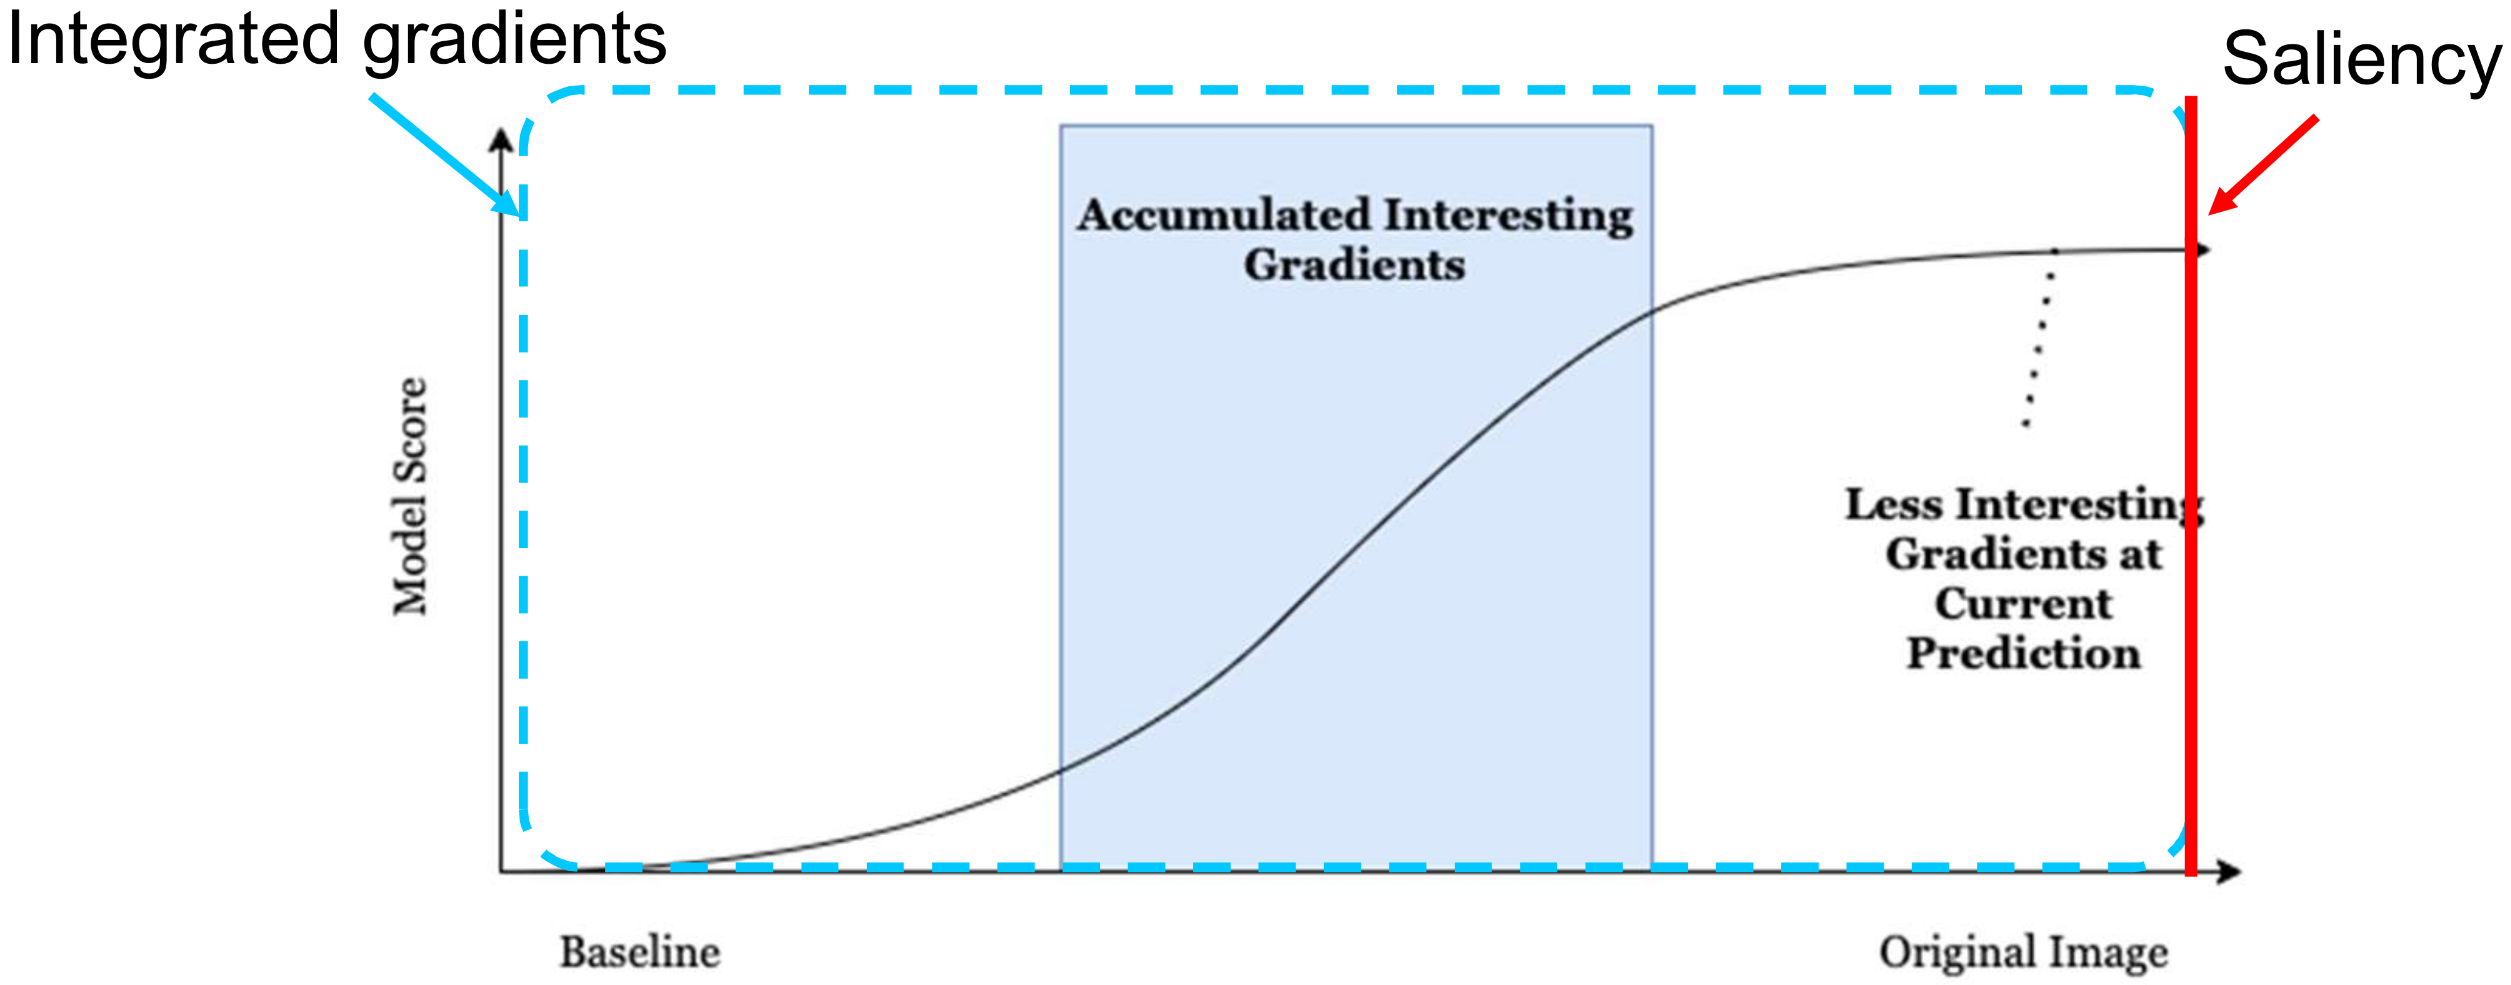 Integrated gradients
Saliency
Accumulated Interesting
Gradients
Model Score
Less Interesting
Gradients at
Current
Prediction
Baseline
Original Image